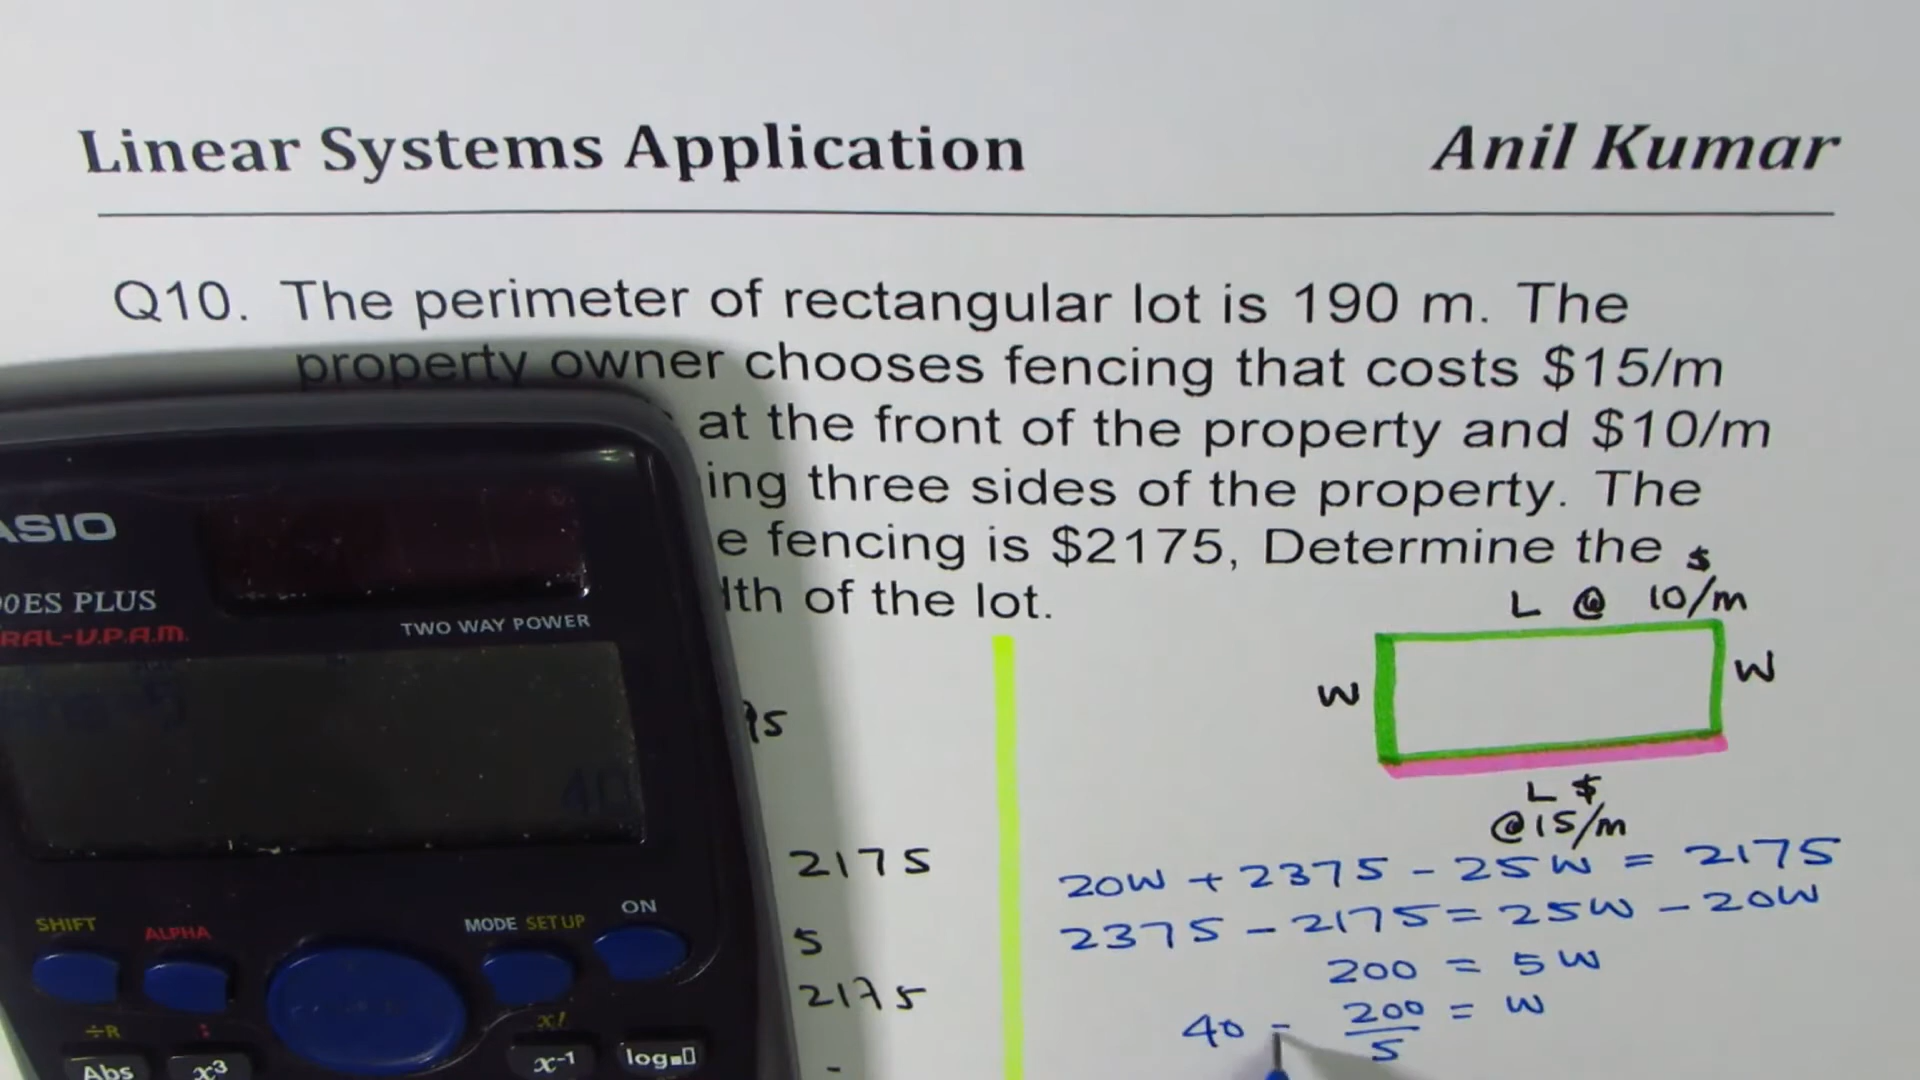 Linear Systems Application Anil Kumar
Q10. The perimeter of rectangular lot is 190 m. The
property owner chooses fencing that costs $15/m
at the front of the property and $10/m
ing three sides of the property. The
e fencing is $2175, Determine the
lth of the lot.
L @ $10/m
W
W
L $
@15/m
ASIO
0ES PLUS
RAL-V.P.A.M.
TWO WAY POWER
40
SHIFT
ALPHA
MODE SETUP
ON
÷R
:
x!
Abs
x³
x⁻¹
log
95
2175
5
2175
20W + 2375 - 25W = 2175
2375 - 2175 = 25W - 20W
200 = 5W
40 = 200/5 = W